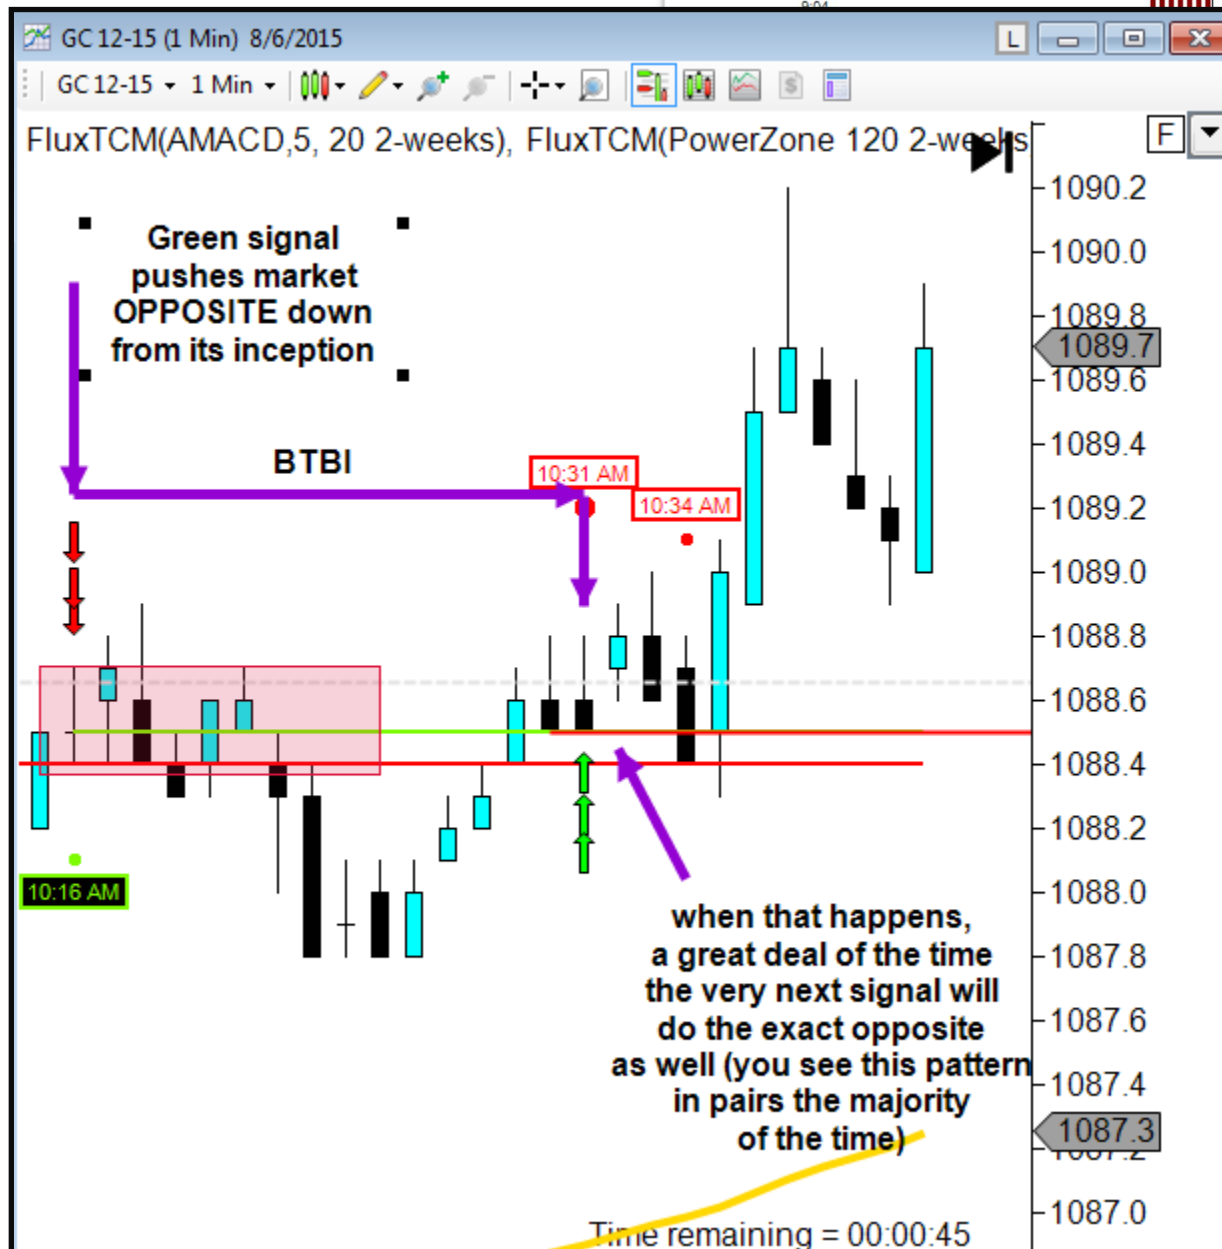 9:04
GC 12-15 (1 Min) 8/6/2015
L
GC 12-15 1 Min
$
FluxTCM(AMACD,5, 20 2-weeks), FluxTCM(PowerZone 120 2-weeks
F
1090.2
Green signal
pushes market
OPPOSITE down
from its inception
1090.0
1089.8
1089.7
1089.6
1089.4
BTBI
10:31 AM
10:34 AM
1089.2
1089.0
1088.8
1088.6
1088.4
1088.2
10:16 AM
1088.0
when that happens,
a great deal of the time
the very next signal will
do the exact opposite
as well (you see this pattern
in pairs the majority
of the time)
1087.8
1087.6
1087.4
1087.3
1087.2
1087.0
Time remaining = 00:00:45